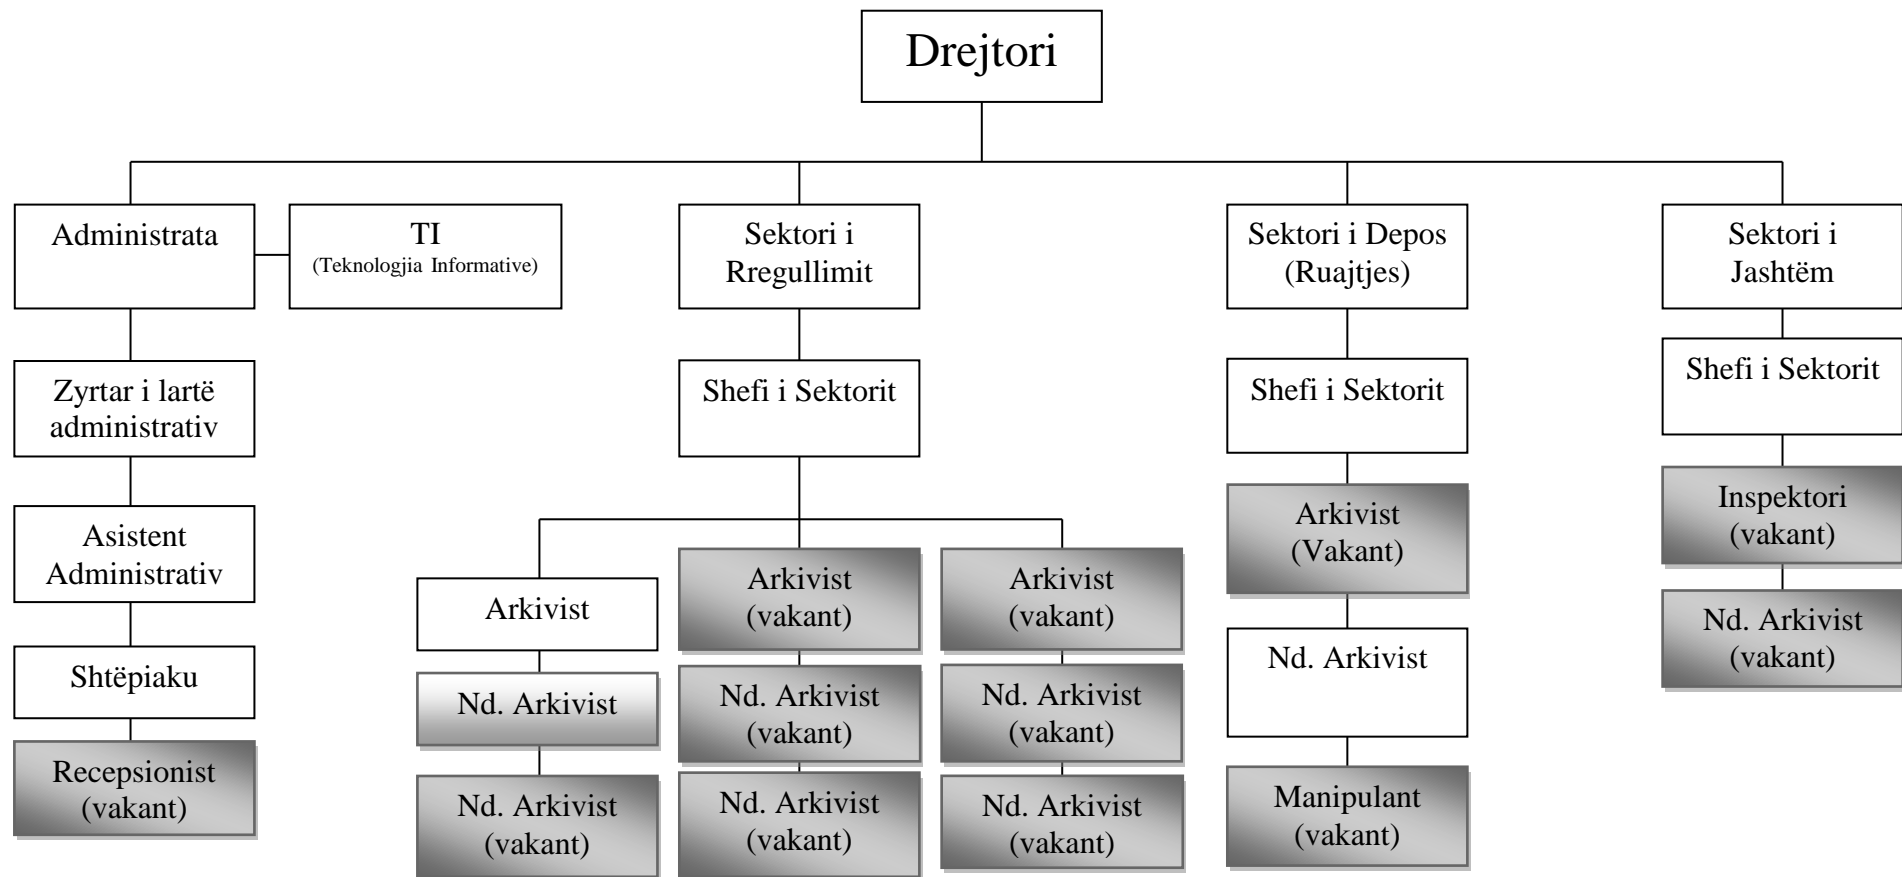 Drejtori
Administrata
TI
(Teknologjia Informative)
Sektori i
Rregullimit
Sektori i Depos
(Ruajtjes)
Sektori i
Jashtëm
Zyrtar i lartë
administrativ
Shefi i Sektorit
Shefi i Sektorit
Shefi i Sektorit
Asistent
Administrativ
Arkivist
Arkivist
(vakant)
Arkivist
(vakant)
Arkivist
(Vakant)
Inspektori
(vakant)
Shtëpiaku
Nd. Arkivist
Nd. Arkivist
(vakant)
Nd. Arkivist
(vakant)
Nd. Arkivist
Nd. Arkivist
(vakant)
Recepsionist
(vakant)
Nd. Arkivist
(vakant)
Nd. Arkivist
(vakant)
Nd. Arkivist
(vakant)
Manipulant
(vakant)